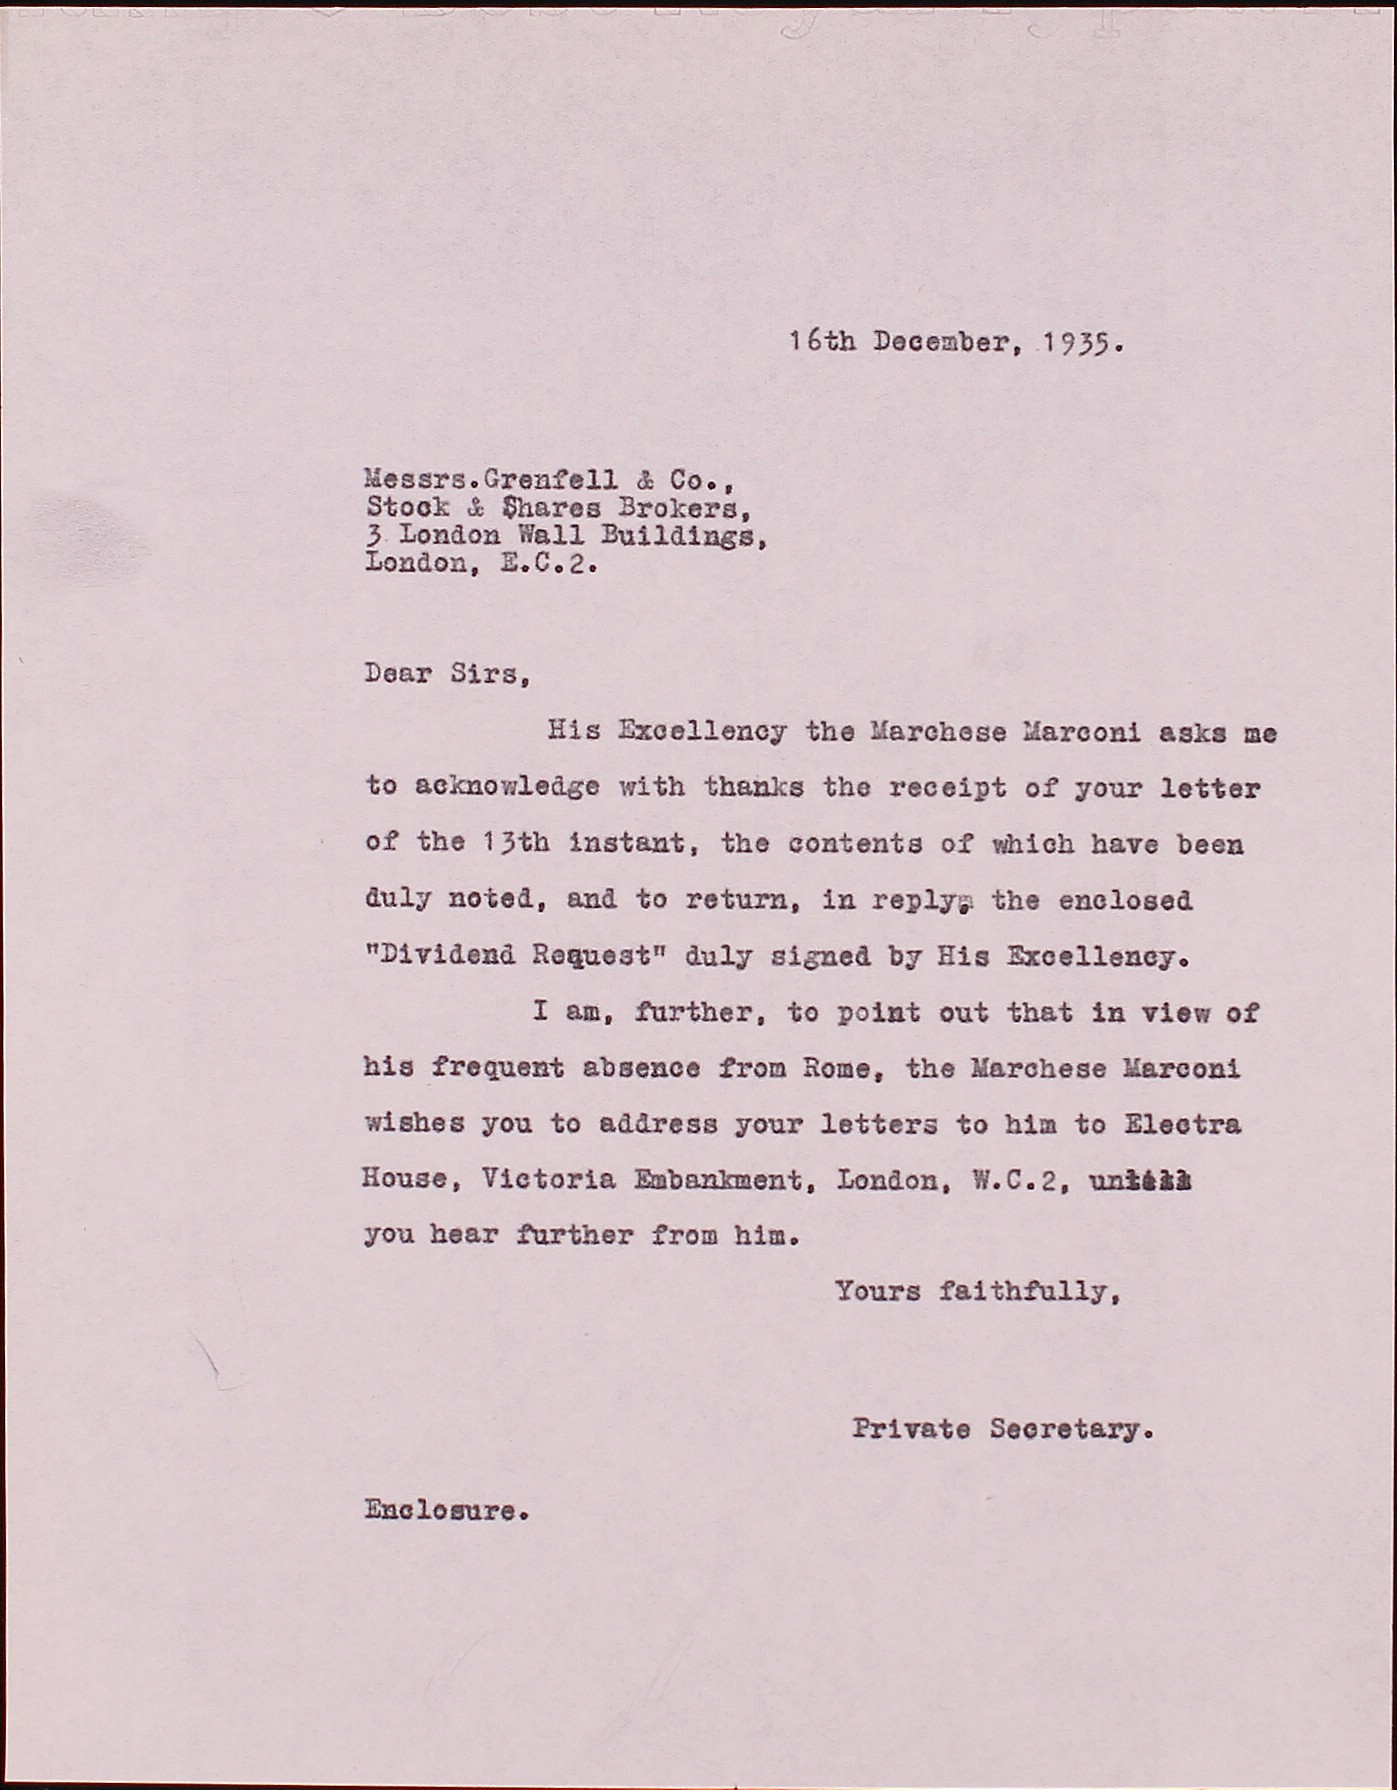 16th December, 1935.
Messrs.Grenfell & Co.,
Stock & Shares Brokers,
3 London Wall Buildings,
London, E.C.2.
Dear Sirs,
His Excellency the Marchese Marconi asks me
to acknowledge with thanks the receipt of your letter
of the 13th instant, the contents of which have been
duly noted, and to return, in reply, the enclosed
"Dividend Request" duly signed by His Excellency.
I am, further, to point out that in view of
his frequent absence from Rome, the Marchese Marconi
wishes you to address your letters to him to Electra
House, Victoria Embankment, London, W.C.2, untill
you hear further from him.
Yours faithfully,
Private Secretary.
Enclosure.